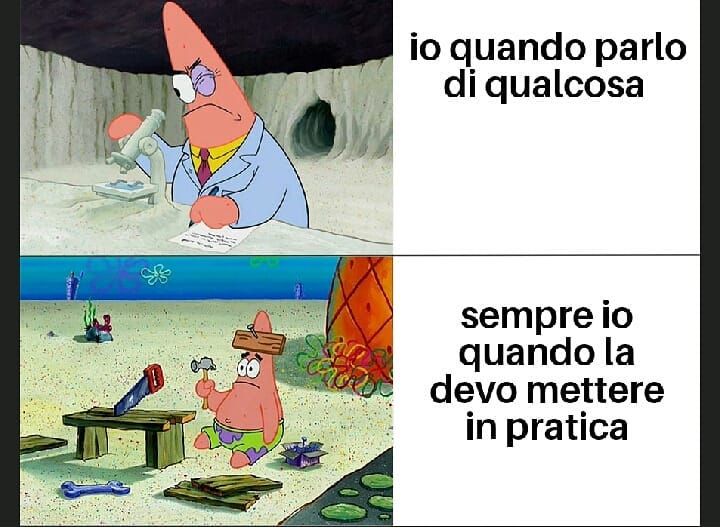 io quando parlo
di qualcosa
sempre io
quando la
devo mettere
in pratica